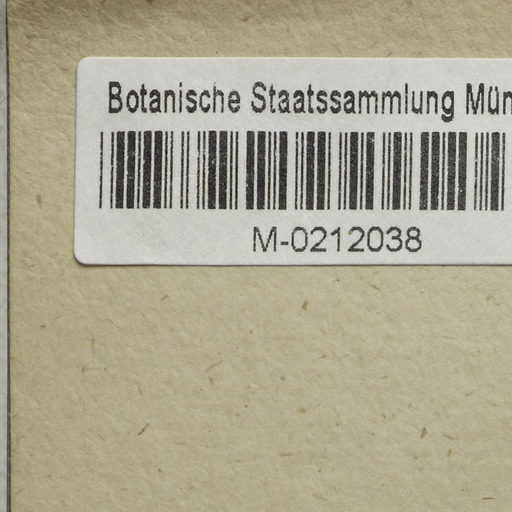 Botanische Staatssammlung Mün
M-0212038